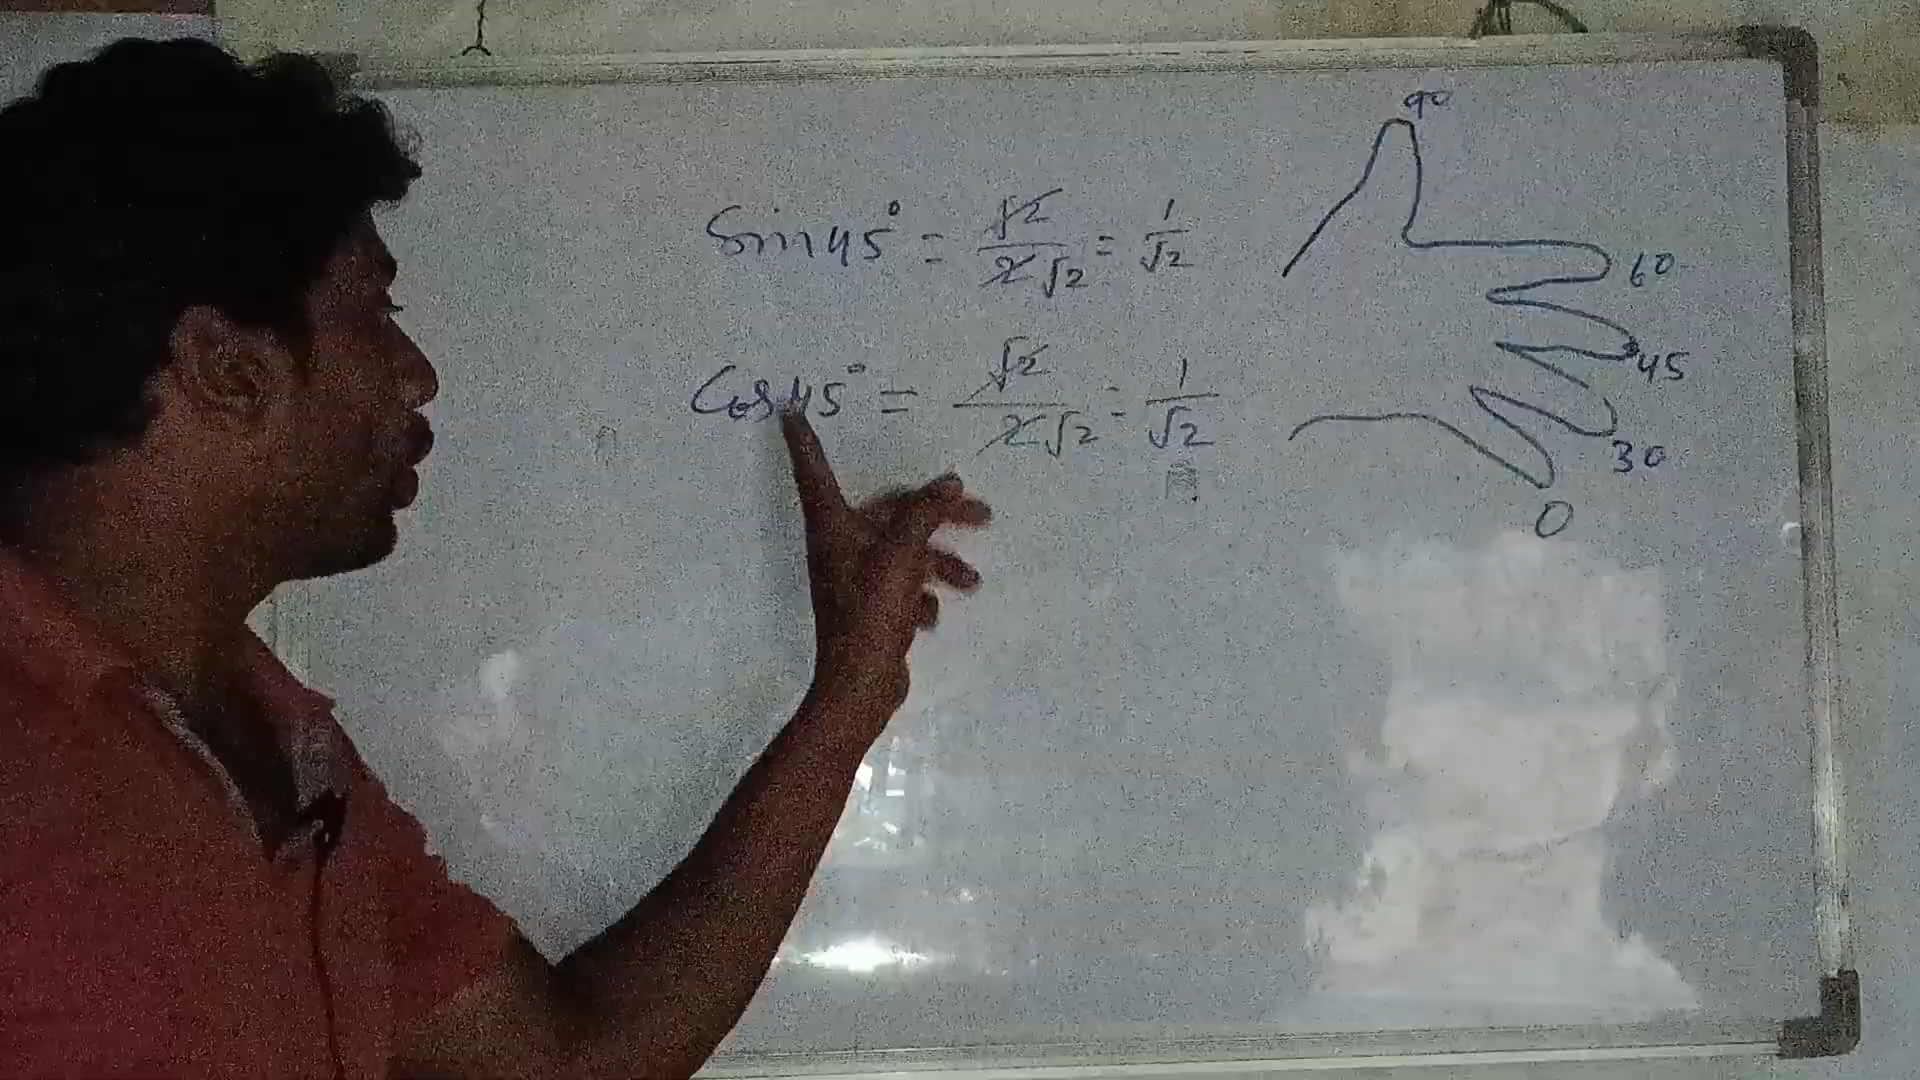 90
Sin 45° = √2 / 2√2 = 1/√2
60
Cos 45° = √2 / 2√2 = 1/√2
45
30
0